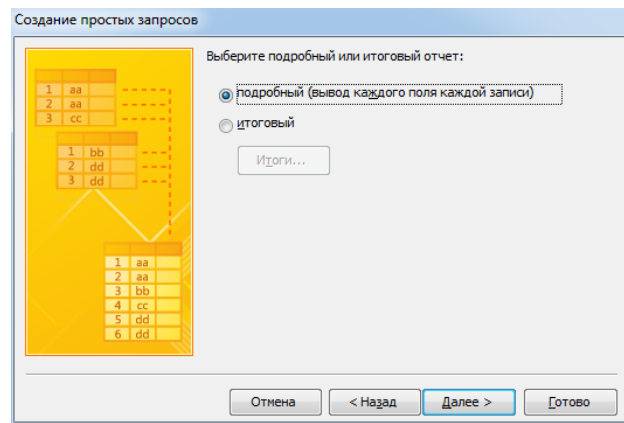 Создание простых запросов
Выберите подробный или итоговый отчет:
подробный (вывод каждого поля каждой записи)
итоговый
Итоги...
1 aa
2 aa
3 cc
1 bb
2 dd
3 dd
1 aa
2 aa
3 bb
4 cc
5 dd
6 dd
Отмена < Назад Далее > Готово